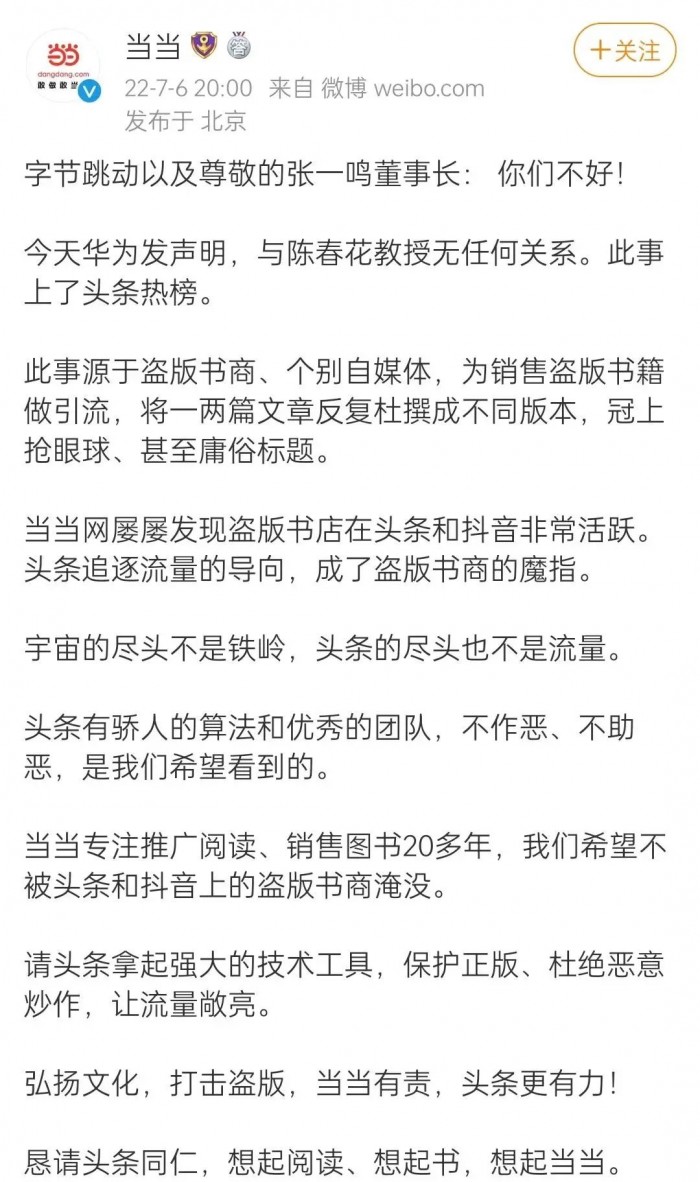 当当
dangdang.com
敢做敢当
22-7-6 20:00 来自 微博 weibo.com
发布于 北京
+关注
字节跳动以及尊敬的张一鸣董事长： 你们不好！
今天华为发声明，与陈春花教授无任何关系。此事
上了头条热榜。
此事源于盗版书商、个别自媒体，为销售盗版书籍
做引流，将一两篇文章反复杜撰成不同版本，冠上
抢眼球、甚至庸俗标题。
当当网屡屡发现盗版书店在头条和抖音非常活跃。
头条追逐流量的导向，成了盗版书商的魔指。
宇宙的尽头不是铁岭，头条的尽头也不是流量。
头条有骄人的算法和优秀的团队，不作恶、不助
恶，是我们希望看到的。
当当专注推广阅读、销售图书20多年，我们希望不
被头条和抖音上的盗版书商淹没。
请头条拿起强大的技术工具，保护正版、杜绝恶意
炒作，让流量敞亮。
弘扬文化，打击盗版，当当有责，头条更有力！
恳请头条同仁，想起阅读、想起书，想起当当。